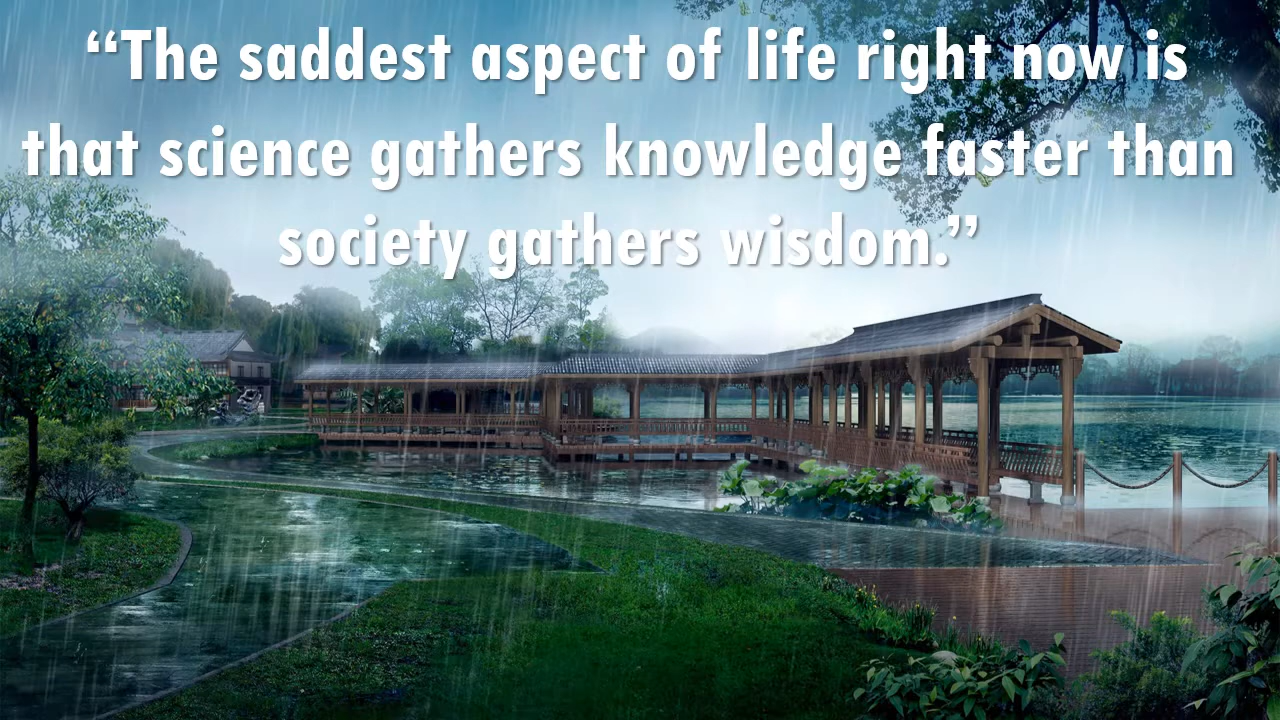 “The saddest aspect of life right now is
that science gathers knowledge faster than
society gathers wisdom.”